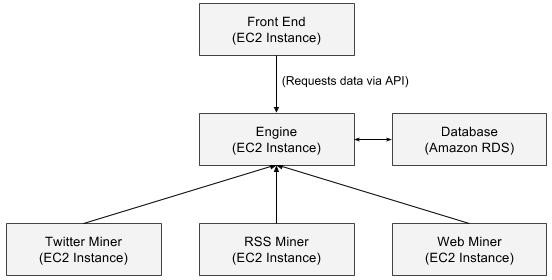 Front End
(EC2 Instance)
(Requests data via API)
Engine
(EC2 Instance)
Database
(Amazon RDS)
Twitter Miner
(EC2 Instance)
RSS Miner
(EC2 Instance)
Web Miner
(EC2 Instance)